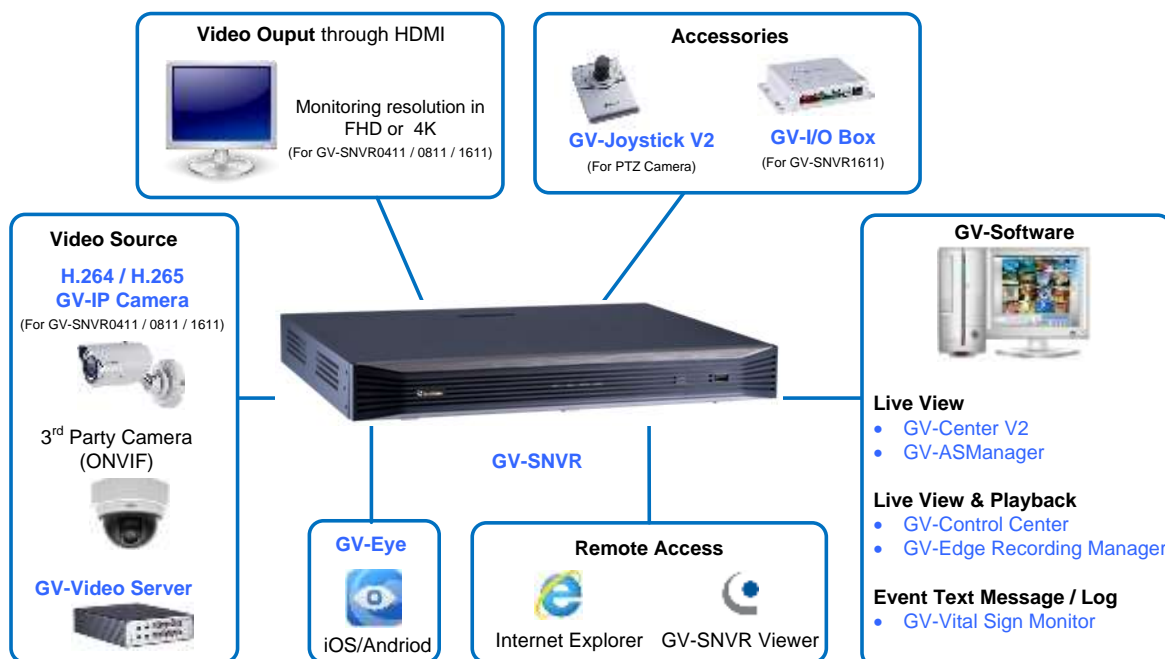 Video Ouput through HDMI
Monitoring resolution in
FHD or 4K
(For GV-SNVR0411 / 0811 / 1611)
Accessories
GV-Joystick V2
(For PTZ Camera)
GV-I/O Box
(For GV-SNVR1611)
Video Source
H.264 / H.265
GV-IP Camera
(For GV-SNVR0411 / 0811 / 1611)
3rd Party Camera
(ONVIF)
GV-Video Server
GV-SNVR
GV-Eye
iOS/Andriod
Remote Access
Internet Explorer
GV-SNVR Viewer
GV-Software
Live View
• GV-Center V2
• GV-ASManager
Live View & Playback
• GV-Control Center
• GV-Edge Recording Manager
Event Text Message / Log
• GV-Vital Sign Monitor